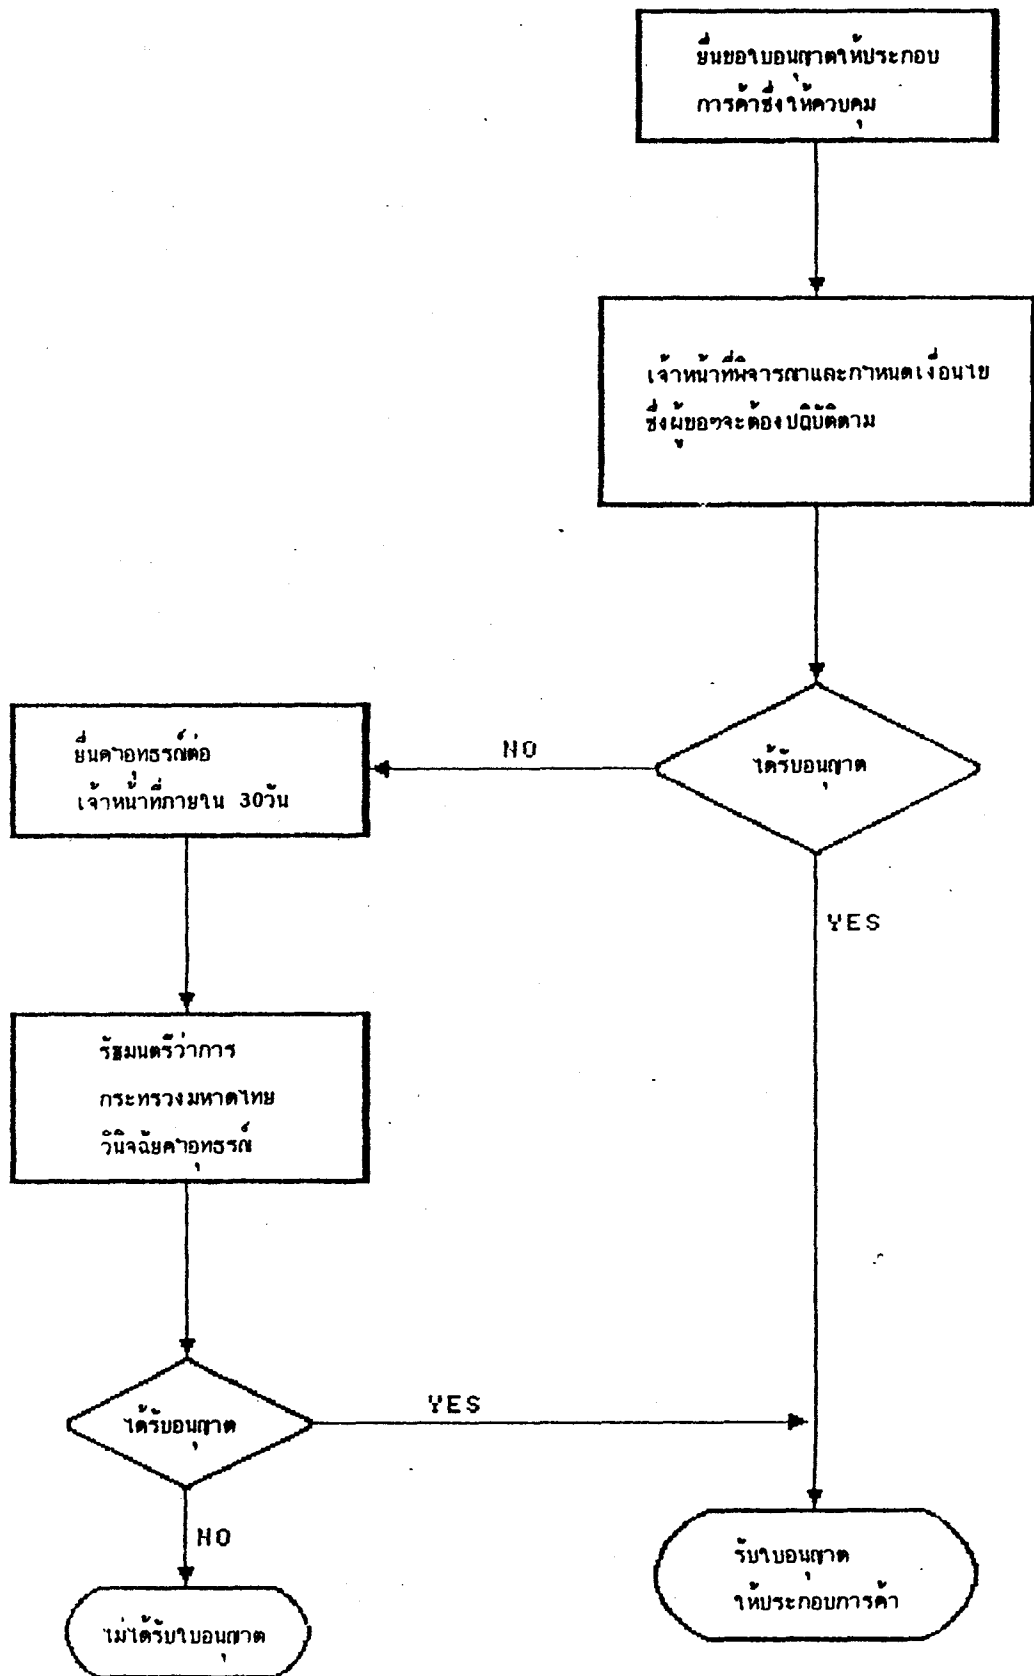 ยื่นขอใบอนุญาตให้ประกอบ
การค้าซึ่งให้ควบคุม
เจ้าหน้าที่พิจารณาและกำหนดเงื่อนไข
ซึ่งผู้ขอฯจะต้องปฏิบัติตาม
ได้รับอนุญาต
NO
YES
ยื่นคำอุทธรณ์ต่อ
เจ้าหน้าที่ภายใน 30วัน
รัฐมนตรีว่าการ
กระทรวงมหาดไทย
วินิจฉัยคำอุทธรณ์
ได้รับอนุญาต
YES
NO
ไม่ได้รับใบอนุญาต
รับใบอนุญาต
ให้ประกอบการค้า